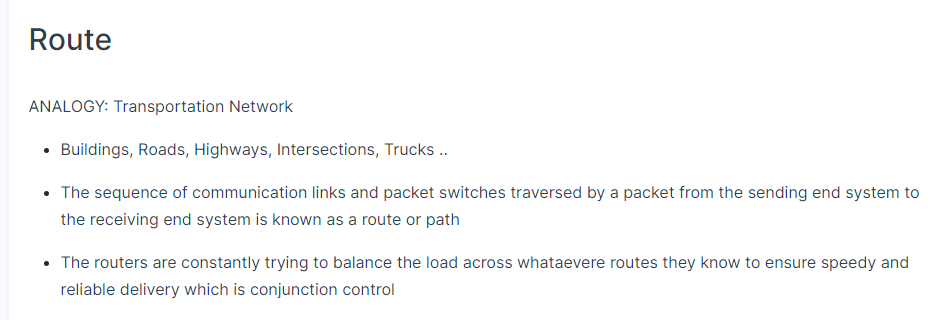 Route
ANALOGY: Transportation Network
• Buildings, Roads, Highways, Intersections, Trucks ..
• The sequence of communication links and packet switches traversed by a packet from the sending end system to
the receiving end system is known as a route or path
• The routers are constantly trying to balance the load across whataevere routes they know to ensure speedy and
reliable delivery which is conjunction control